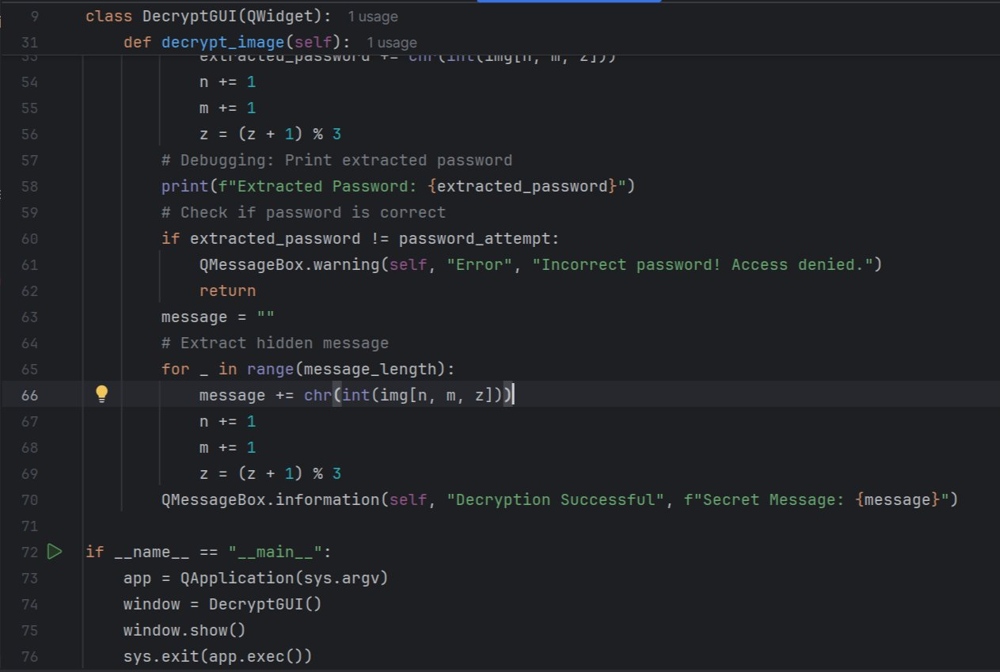 9 class DecryptGUI(QWidget): 1 usage
31 def decrypt_image(self): 1 usage
extracted_password += chr(int(img[n, m, z]))
54 n += 1
55 m += 1
56 z = (z + 1) % 3
57 # Debugging: Print extracted password
58 print(f"Extracted Password: {extracted_password}")
59 # Check if password is correct
60 if extracted_password != password_attempt:
61 QMessageBox.warning(self, "Error", "Incorrect password! Access denied.")
62 return
63 message = ""
64 # Extract hidden message
65 for _ in range(message_length):
66 message += chr(int(img[n, m, z]))
67 n += 1
68 m += 1
69 z = (z + 1) % 3
70 QMessageBox.information(self, "Decryption Successful", f"Secret Message: {message}")
71
72 if __name__ == "__main__":
73 app = QApplication(sys.argv)
74 window = DecryptGUI()
75 window.show()
76 sys.exit(app.exec())